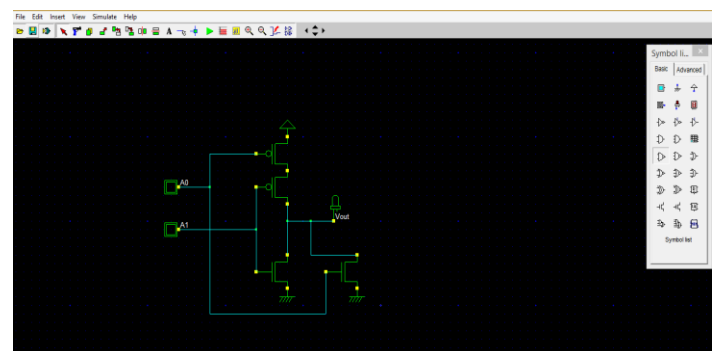 File Edit Insert View Simulate Help
A
Symbol li...
Basic Advanced
A0
A1
Vout
Symbol list